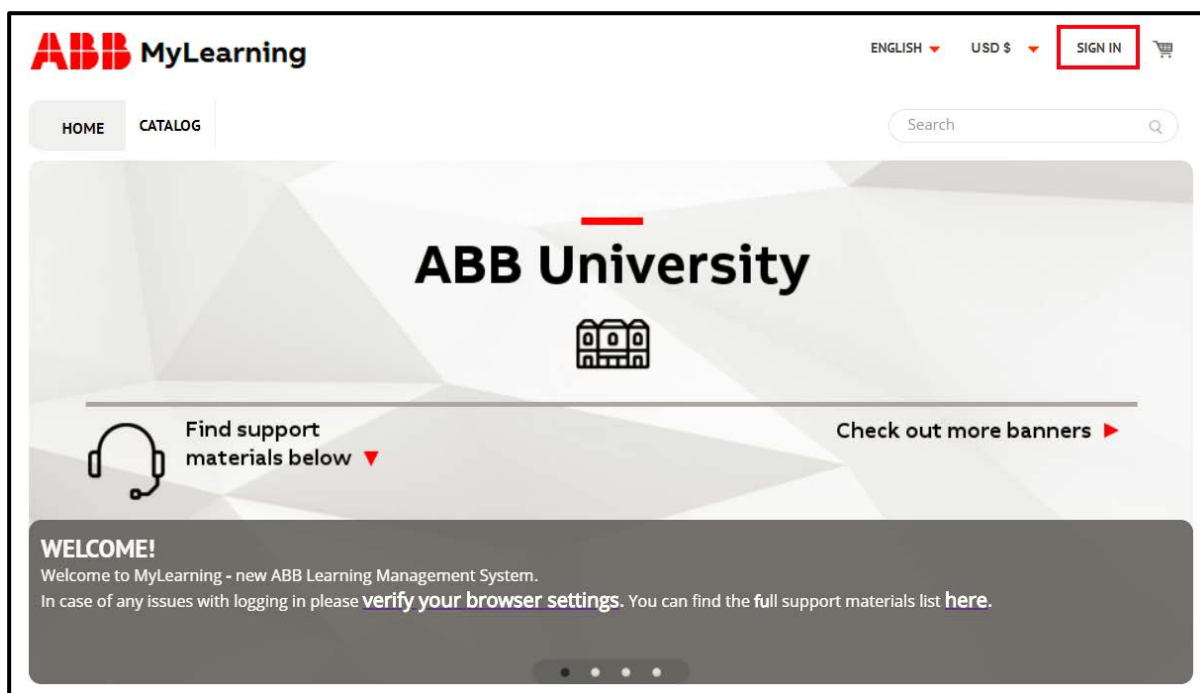 ABB MyLearning
ENGLISH USD $ SIGN IN
HOME CATALOG
Search
ABB University
Find support
materials below
Check out more banners
WELCOME!
Welcome to MyLearning - new ABB Learning Management System.
In case of any issues with logging in please verify your browser settings. You can find the full support materials list here.